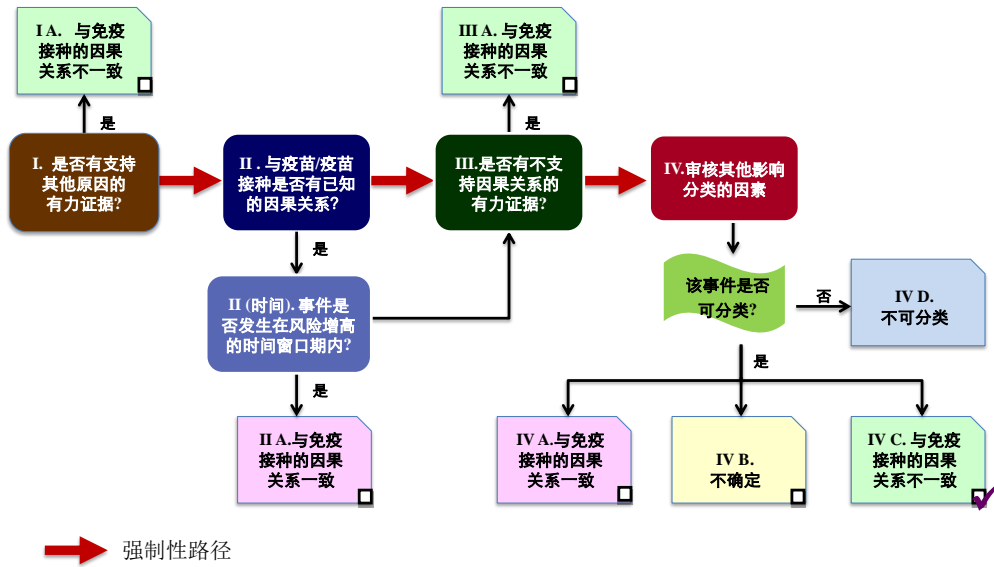 I A. 与免疫
接种的因果
关系不一致
III A. 与免疫
接种的因果
关系不一致
是
是
I. 是否有支持
其他原因的
有力证据?
II . 与疫苗/疫苗
接种是否有已知
的因果关系？
III.是否有不支
持因果关系的
有力证据?
IV.审核其他影响
分类的因素
是
II (时间). 事件是
否发生在风险增高
的时间窗口期内?
该事件是否
可分类?
否
IV D.
不可分类
是
是
II A.与免疫
接种的因果
关系一致
IV A.与免疫
接种的因果
关系一致
IV B.
不确定
IV C. 与免疫
接种的因果
关系不一致
强制性路径